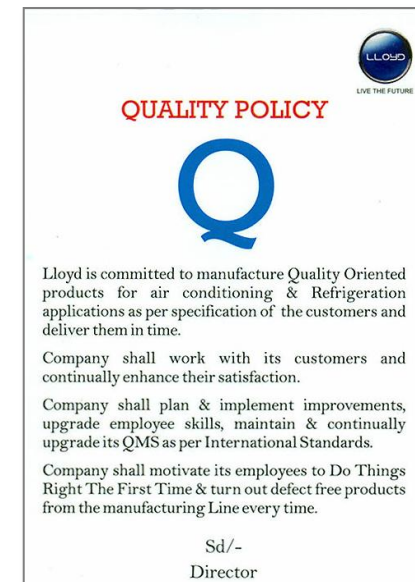 LLOYD
LIVE THE FUTURE
QUALITY POLICY
Q
Lloyd is committed to manufacture Quality Oriented
products for air conditioning & Refrigeration
applications as per specification of the customers and
deliver them in time.
Company shall work with its customers and
continually enhance their satisfaction.
Company shall plan & implement improvements,
upgrade employee skills, maintain & continually
upgrade its QMS as per International Standards.
Company shall motivate its employees to Do Things
Right The First Time & turn out defect free products
from the manufacturing Line every time.
Sd/-
Director